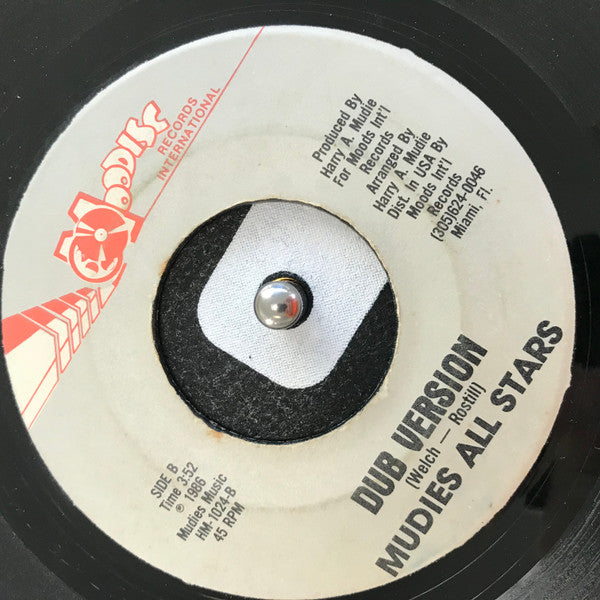 MOODISC
RECORDS
INTERNATIONAL
Produced By
Harry A. Mudie
For Moods Int'l
Records
Arranged By
Harry A. Mudie
Dist. In USA By
Moods Int'l
Records
(305)624-0046
Miami, Fl.
SIDE B
Time 3:52
℗ 1986
Mudies Music
HM-1024-B
45 RPM
DUB VERSION
(Welch — Rostill)
MUDIES ALL STARS